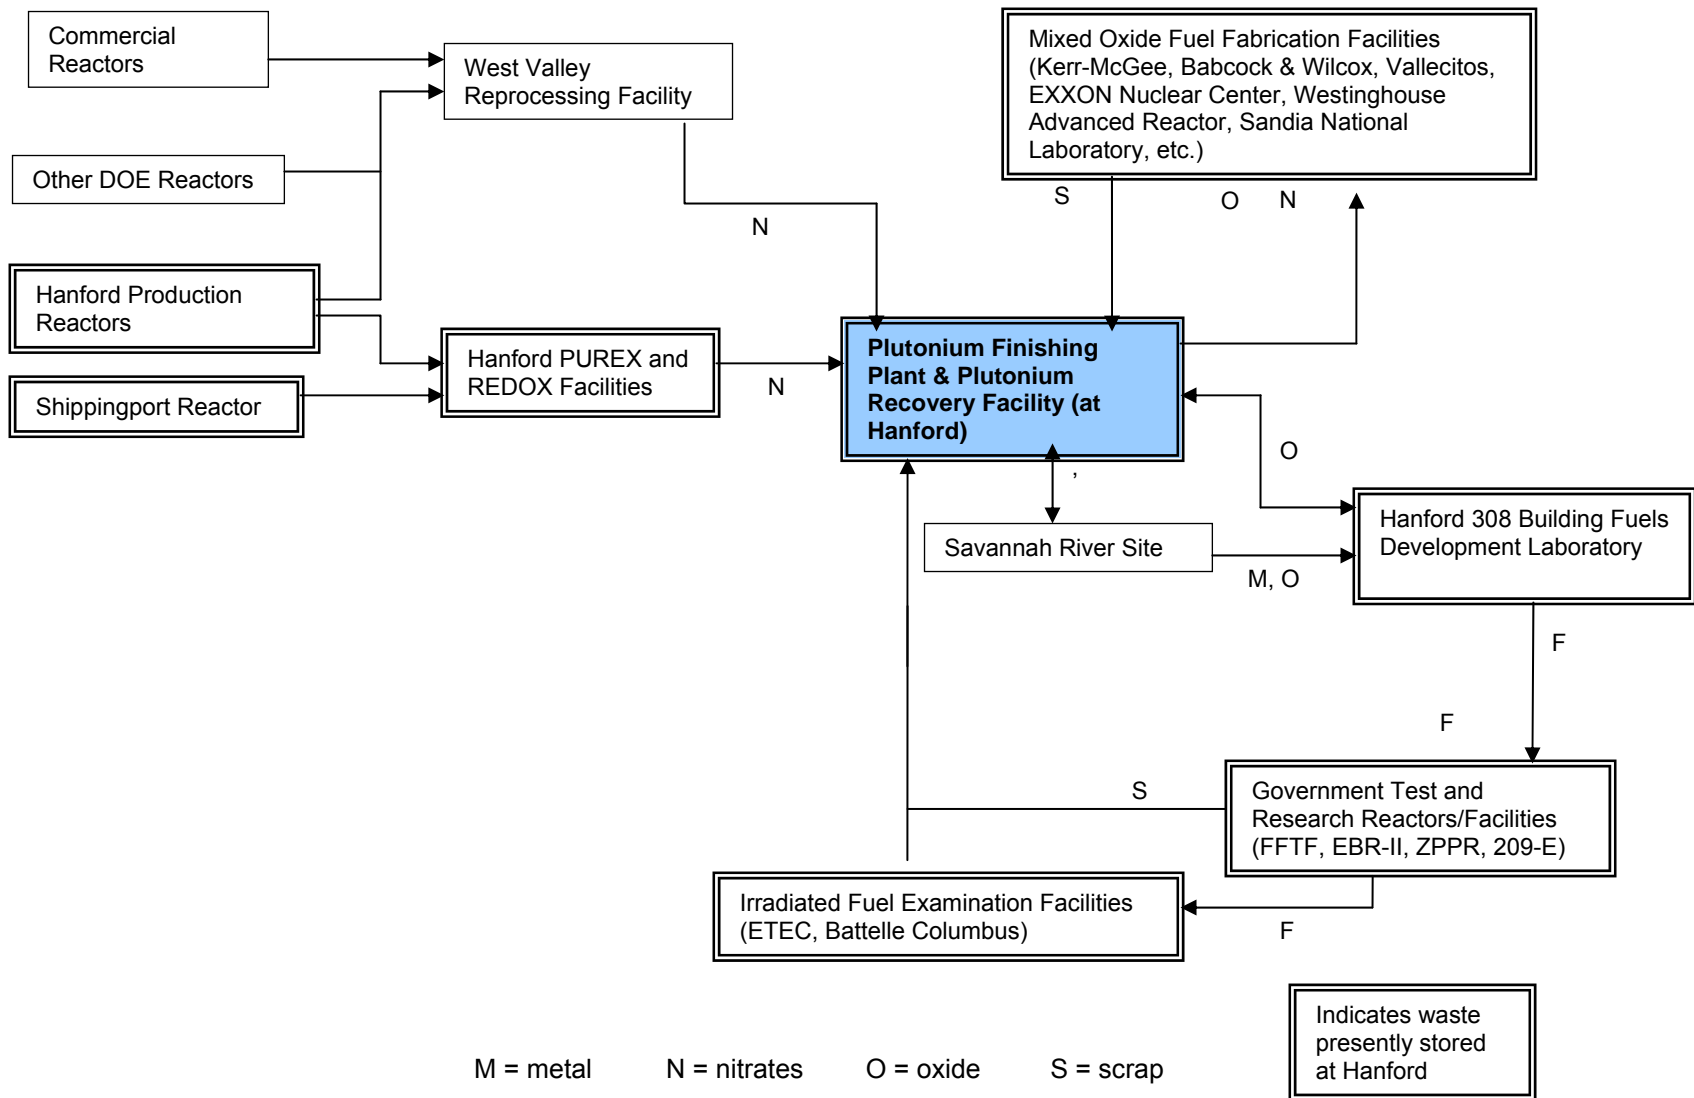 Commercial
Reactors
West Valley
Reprocessing Facility
Mixed Oxide Fuel Fabrication Facilities
(Kerr-McGee, Babcock & Wilcox, Vallecitos,
EXXON Nuclear Center, Westinghouse
Advanced Reactor, Sandia National
Laboratory, etc.)
Other DOE Reactors
S
O N
N
Hanford Production
Reactors
Hanford PUREX and
REDOX Facilities
N
Plutonium Finishing
Plant & Plutonium
Recovery Facility (at
Hanford)
Shippingport Reactor
O
,
Savannah River Site
M, O
Hanford 308 Building Fuels
Development Laboratory
F
F
S
Government Test and
Research Reactors/Facilities
(FFTF, EBR-II, ZPPR, 209-E)
Irradiated Fuel Examination Facilities
(ETEC, Battelle Columbus)
F
Indicates waste
presently stored
at Hanford
M = metal N = nitrates O = oxide S = scrap